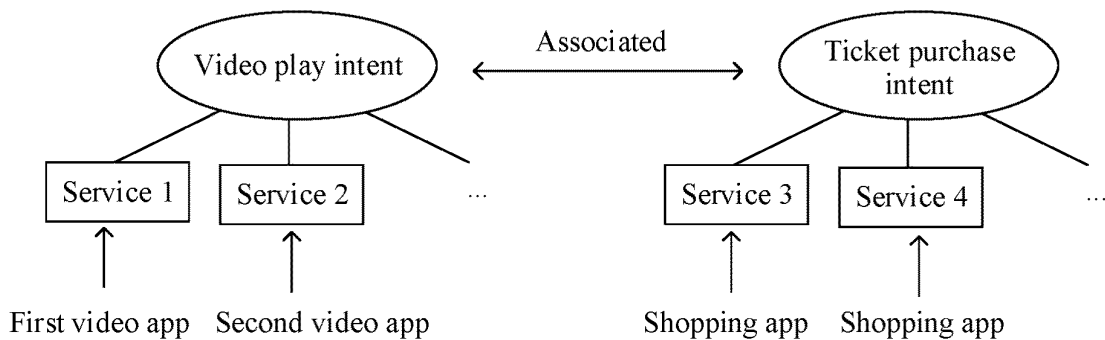 Associated
Video play intent
Ticket purchase
intent
Service 1
Service 2
...
Service 3
Service 4
...
First video app
Second video app
Shopping app
Shopping app